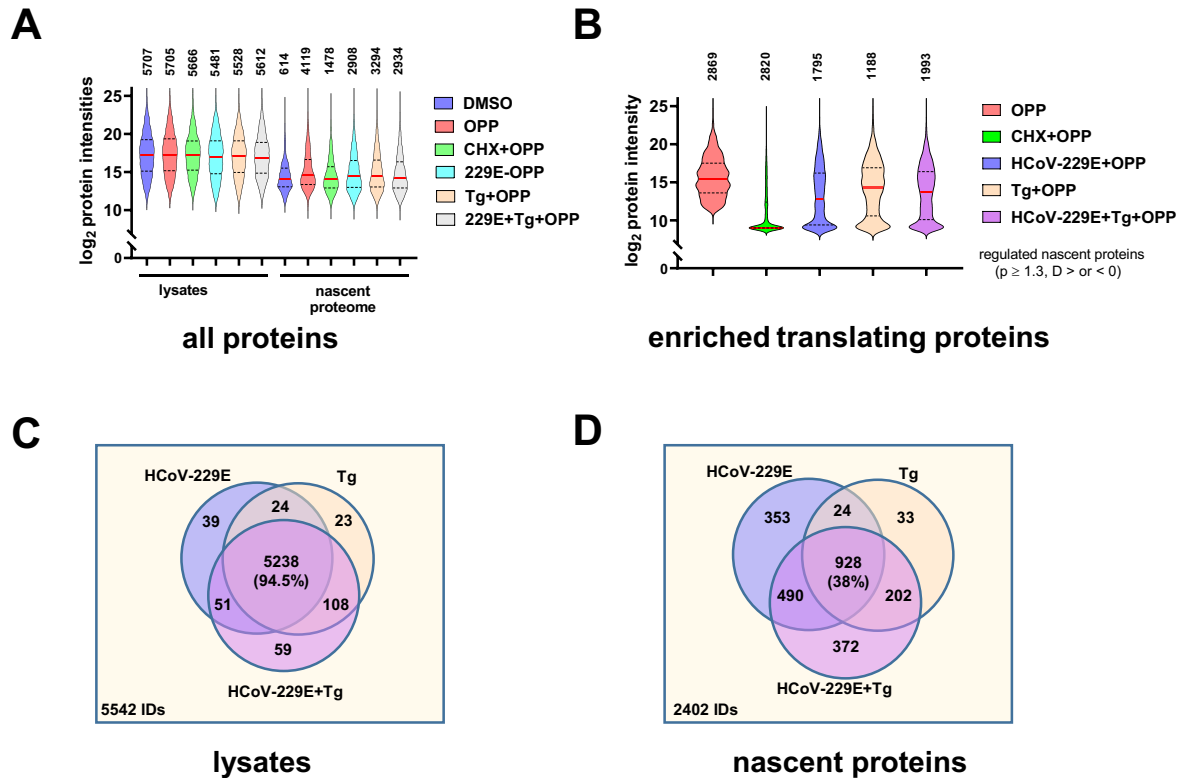 A
5707
5705
5666
5481
5528
5612
614
4119
1478
2908
3294
2934
log₂ protein intensities
25
20
15
10
0
lysates
nascent
proteome
DMSO
OPP
CHX+OPP
229E-OPP
Tg+OPP
229E+Tg+OPP
all proteins
B
2869
2820
1795
1188
1993
log₂ protein intensity
25
20
15
10
0
OPP
CHX+OPP
HCoV-229E+OPP
Tg+OPP
HCoV-229E+Tg+OPP
regulated nascent proteins
(p ≥ 1.3, D > or < 0)
enriched translating proteins
C
HCoV-229E
Tg
39
24
23
5238
(94.5%)
51
108
59
HCoV-229E+Tg
5542 IDs
lysates
D
HCoV-229E
Tg
353
24
33
928
(38%)
490
202
372
HCoV-229E+Tg
2402 IDs
nascent proteins